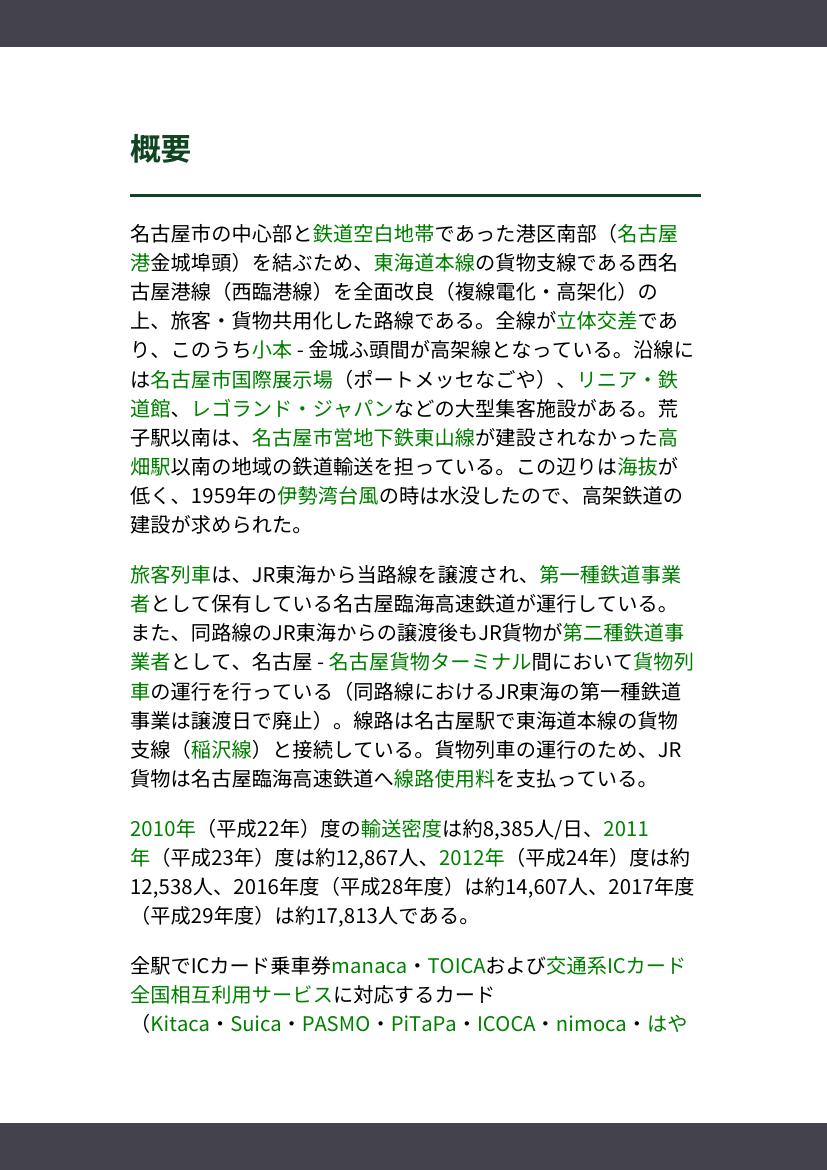 概要
名古屋市の中心部と鉄道空白地帯であった港区南部（名古屋
港金城埠頭）を結ぶため、東海道本線の貨物支線である西名
古屋港線（西臨港線）を全面改良（複線電化・高架化）の
上、旅客・貨物共用化した路線である。全線が立体交差であ
り、このうち小本 - 金城ふ頭間が高架線となっている。沿線に
は名古屋市国際展示場（ポートメッセなごや）、リニア・鉄
道館、レゴランド・ジャパンなどの大型集客施設がある。荒
子駅以南は、名古屋市営地下鉄東山線が建設されなかった高
畑駅以南の地域の鉄道輸送を担っている。この辺りは海抜が
低く、1959年の伊勢湾台風の時は水没したので、高架鉄道の
建設が求められた。
旅客列車は、JR東海から当路線を譲渡され、第一種鉄道事業
者として保有している名古屋臨海高速鉄道が運行している。
また、同路線のJR東海からの譲渡後もJR貨物が第二種鉄道事
業者として、名古屋 - 名古屋貨物ターミナル間において貨物列
車の運行を行っている（同路線におけるJR東海の第一種鉄道
事業は譲渡日で廃止）。線路は名古屋駅で東海道本線の貨物
支線（稲沢線）と接続している。貨物列車の運行のため、JR
貨物は名古屋臨海高速鉄道へ線路使用料を支払っている。
2010年（平成22年）度の輸送密度は約8,385人/日、2011
年（平成23年）度は約12,867人、2012年（平成24年）度は約
12,538人、2016年度（平成28年度）は約14,607人、2017年度
（平成29年度）は約17,813人である。
全駅でICカード乗車券manaca・TOICAおよび交通系ICカード
全国相互利用サービスに対応するカード
（Kitaca・Suica・PASMO・PiTaPa・ICOCA・nimoca・はや